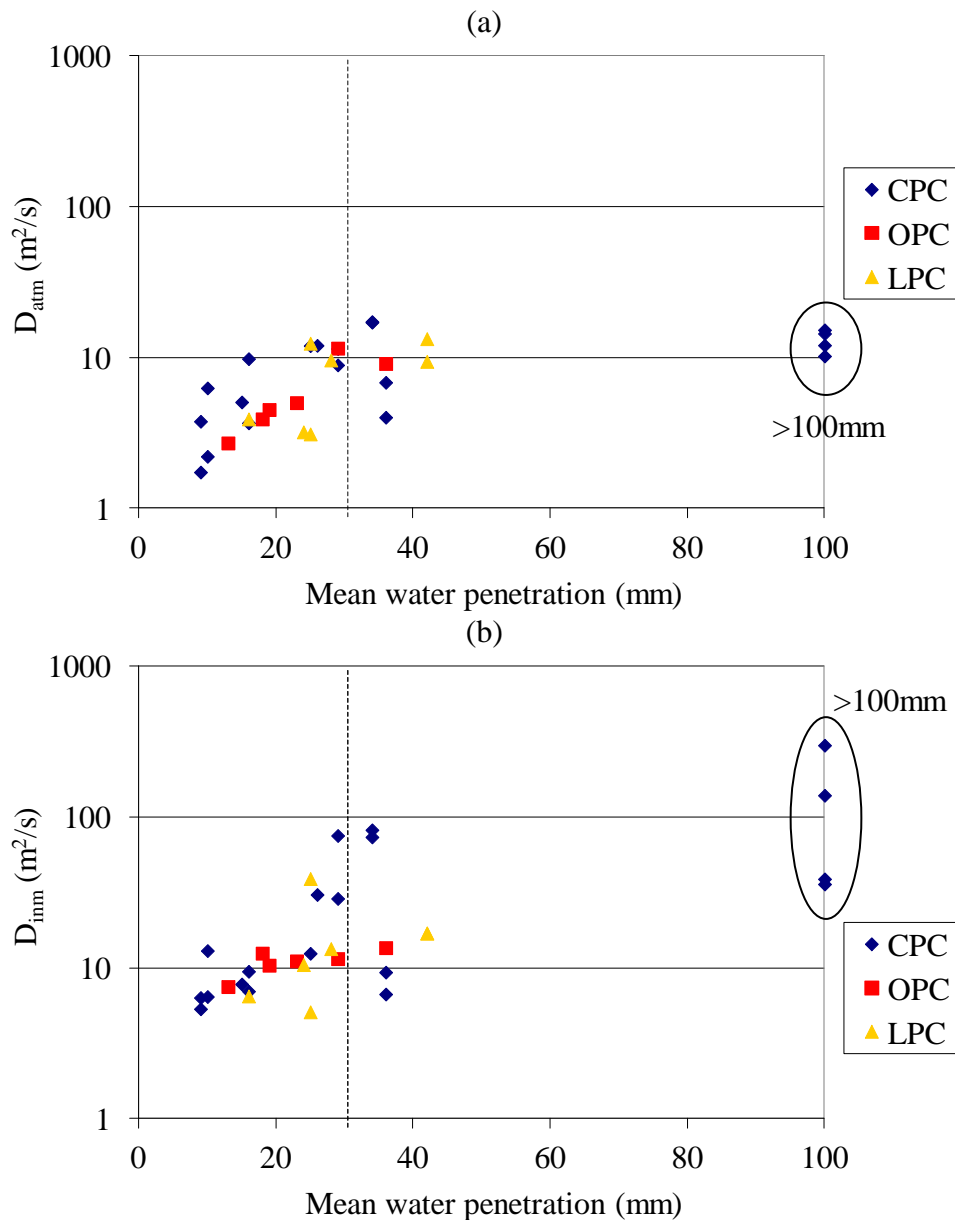 (a)
1000
100
10
1
D_atm (m²/s)
0 20 40 60 80 100
Mean water penetration (mm)
CPC
OPC
LPC
>100mm
(b)
1000
100
10
1
D_inm (m²/s)
0 20 40 60 80 100
Mean water penetration (mm)
>100mm
CPC
OPC
LPC